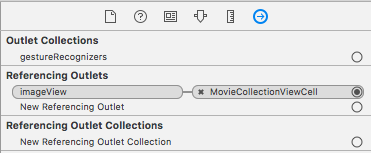 Outlet Collections
gestureRecognizers
Referencing Outlets
imageView MovieCollectionViewCell
New Referencing Outlet
Referencing Outlet Collections
New Referencing Outlet Collection